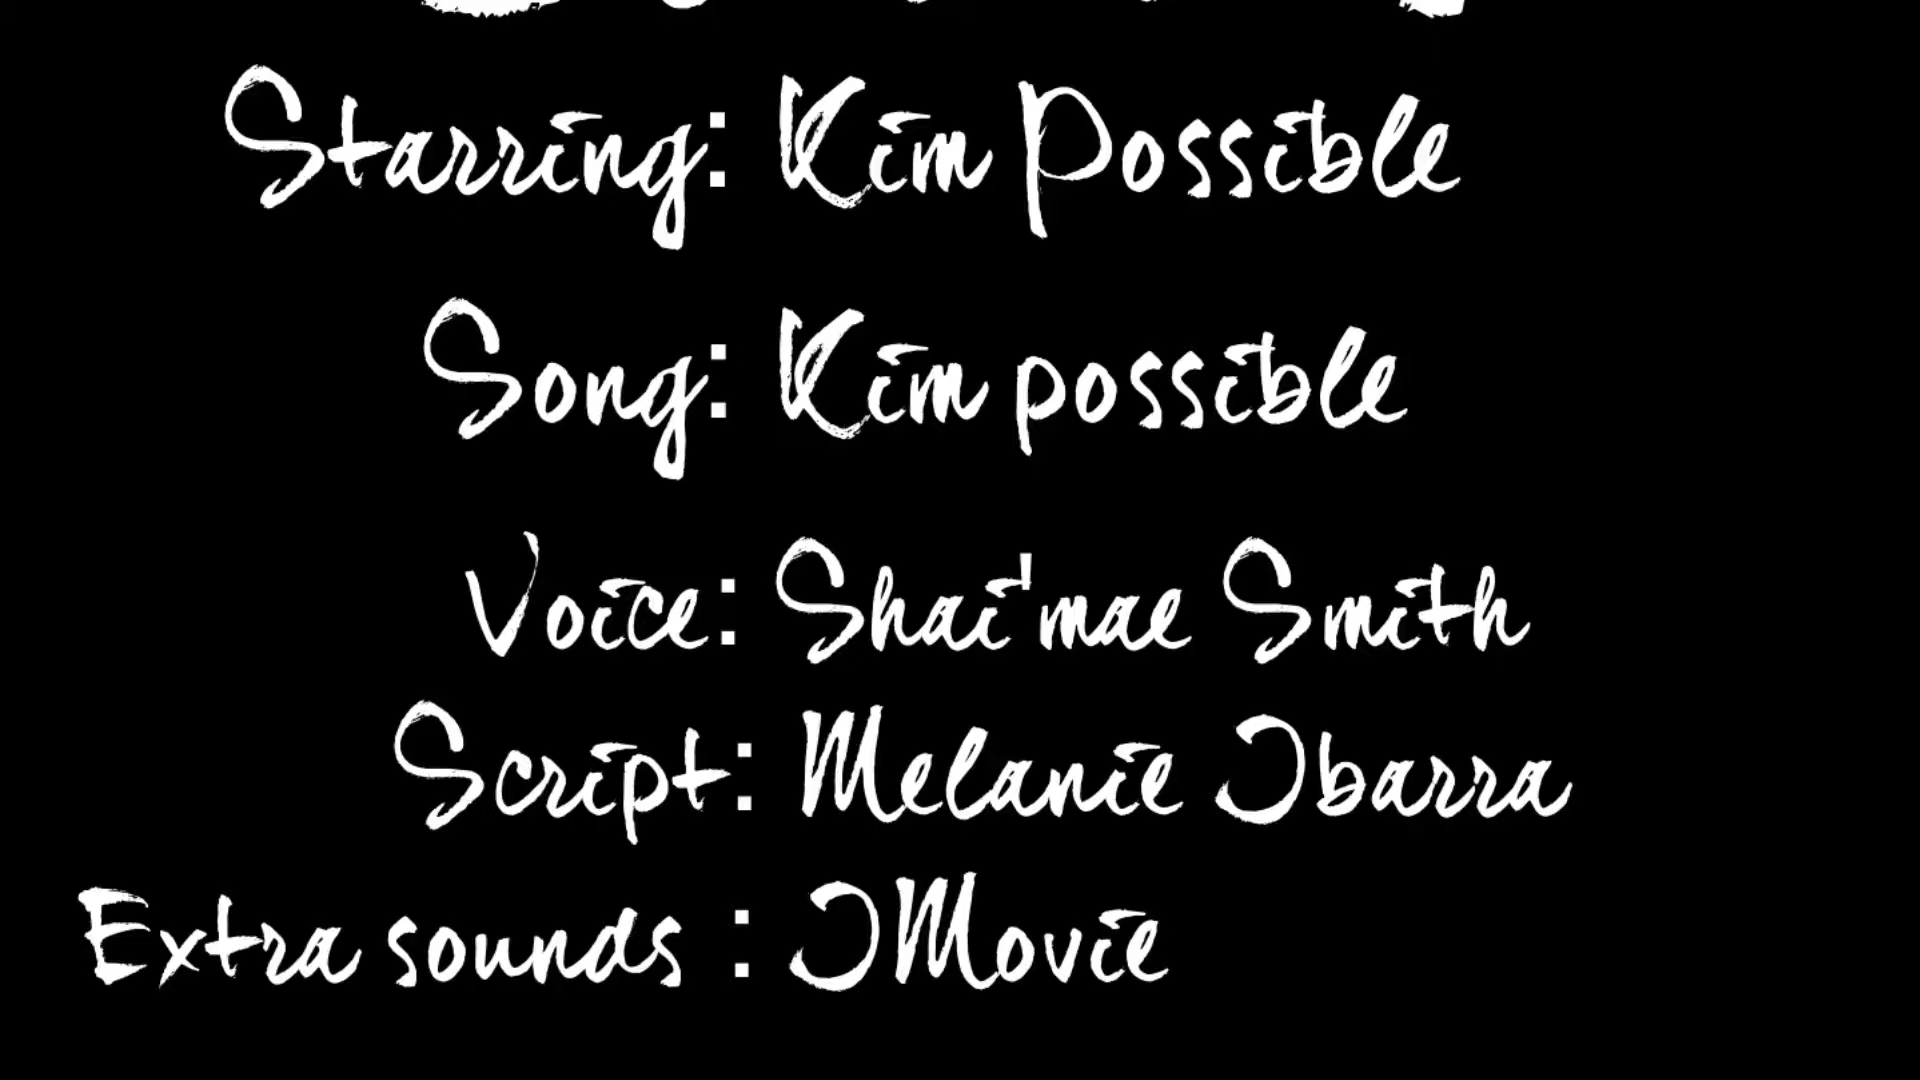 Starring: Kim Possible
Song: Kim possible
Voice: Shai'mae Smith
Script: Melanie Ibarra
Extra sounds : IMovie